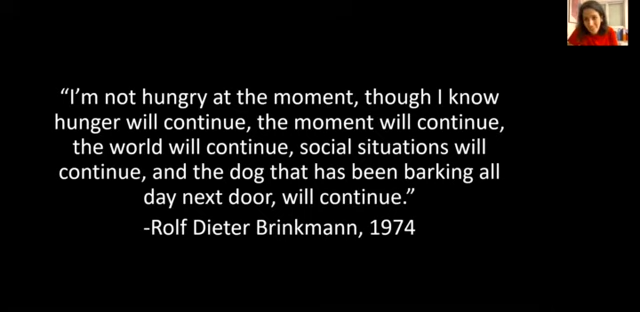 “I’m not hungry at the moment, though I know
hunger will continue, the moment will continue,
the world will continue, social situations will
continue, and the dog that has been barking all
day next door, will continue.”
-Rolf Dieter Brinkmann, 1974